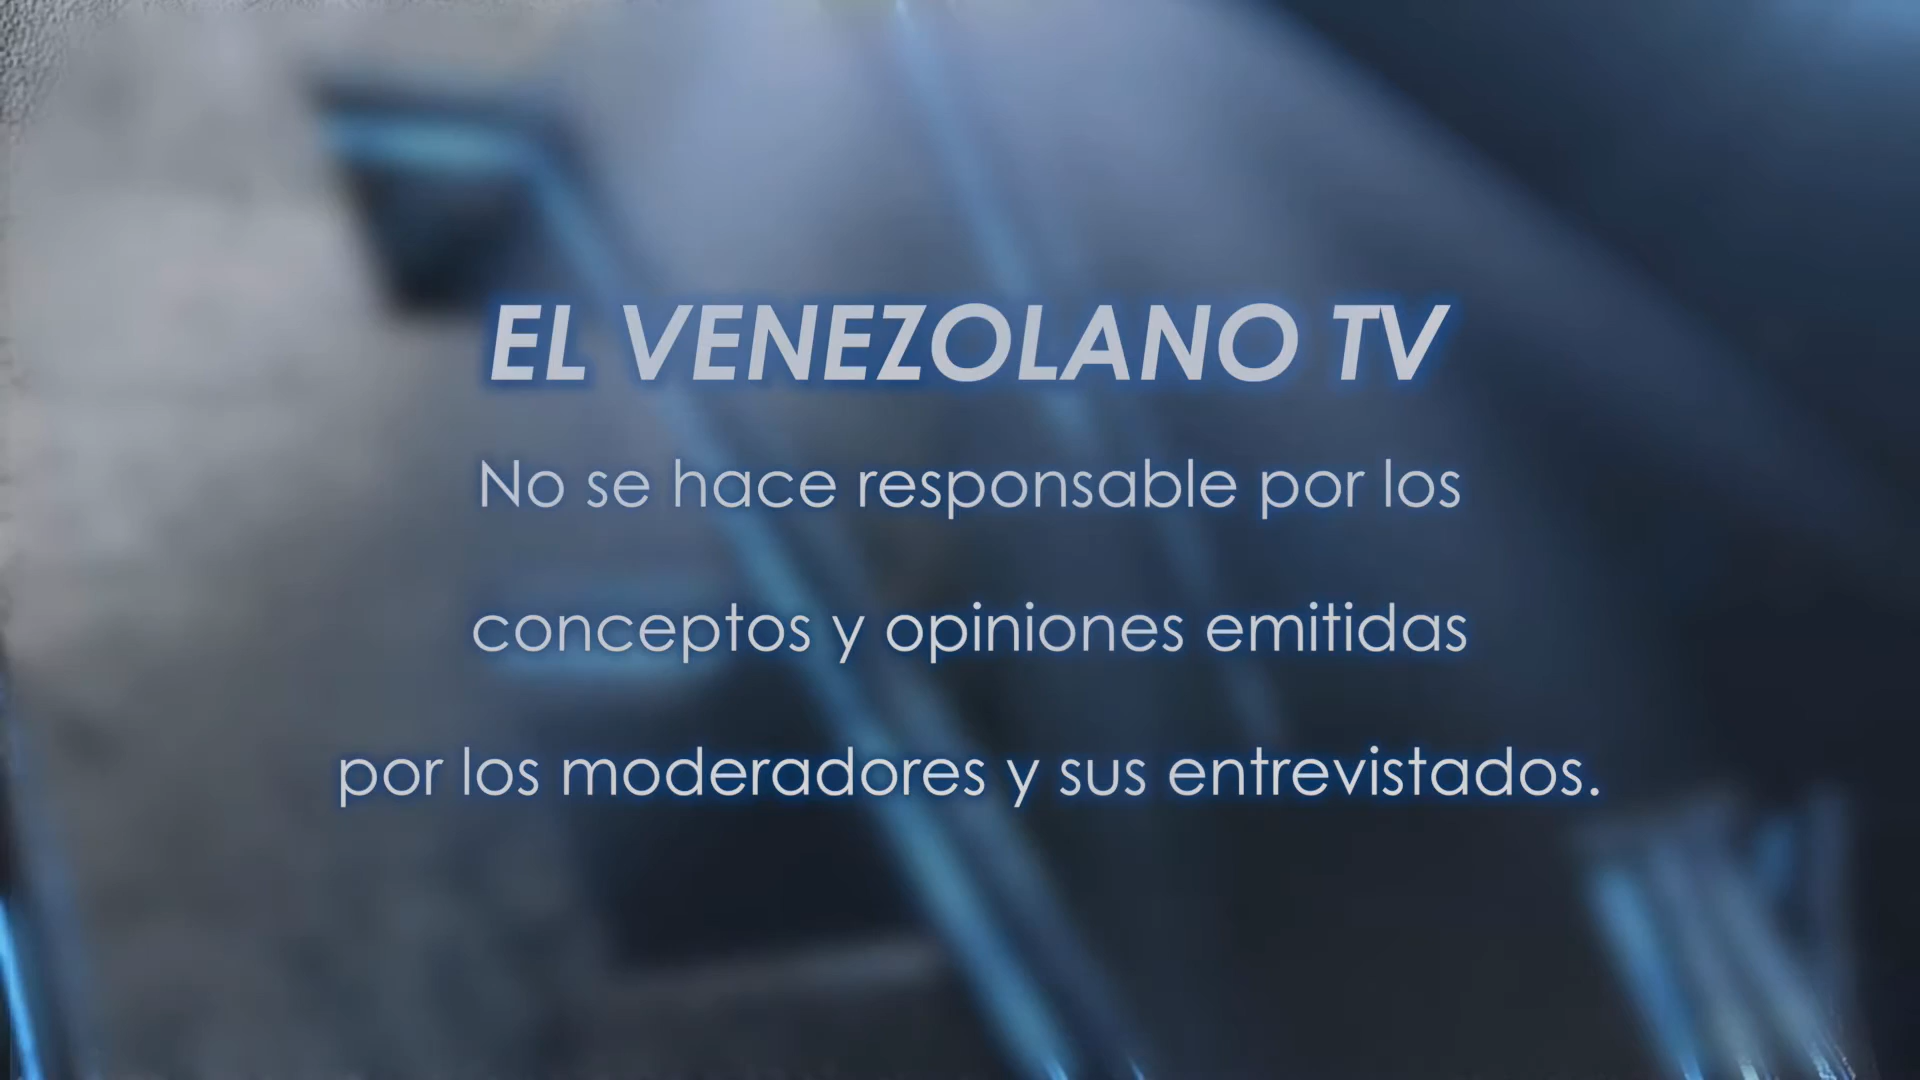 EL VENEZOLANO TV
No se hace responsable por los
conceptos y opiniones emitidas
por los moderadores y sus entrevistados.